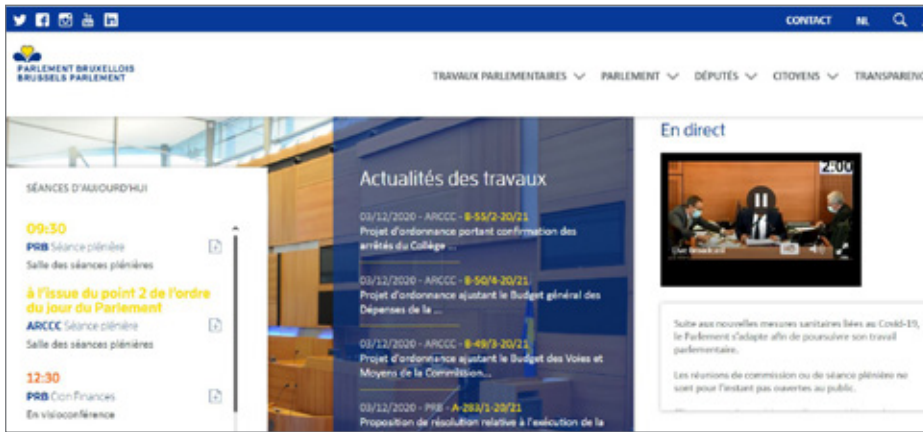 CONTACT NL
PARLEMENT BRUXELLOIS
BRUSSELS PARLEMENT
TRAVAUX PARLEMENTAIRES PARLEMENT DÉPUTÉS CITOYENS TRANSPARENC
SÉANCES D'AUJOURD'HUI
09:30
PRB Séance plénière
Salle des séances plénières
à l'issue du point 2 de l'ordre
du jour du Parlement
ARCCC Séance plénière
Salle des séances plénières
12:30
PRB Cion Finances
En visioconférence
Actualités des travaux
03/12/2020 - ARCCC - B-55/2-20/21
Projet d'ordonnance portant confirmation des
arrêtés du Collège ...
03/12/2020 - ARCCC - B-50/4-20/21
Projet d'ordonnance ajustant le Budget général des
Dépenses de la ...
03/12/2020 - ARCCC - B-49/3-20/21
Projet d'ordonnance ajustant le Budget des Voies et
Moyens de la Commission...
03/12/2020 - PRB - A-283/1-20/21
Proposition de résolution relative à l'exécution de la
En direct
2:00
Live broadcast HD
Suite aux nouvelles mesures sanitaires liées au Covid-19,
le Parlement s'adapte afin de poursuivre son travail
parlementaire.
Les réunions de commission ou de séance plénière ne
sont pour l'instant pas ouvertes au public.